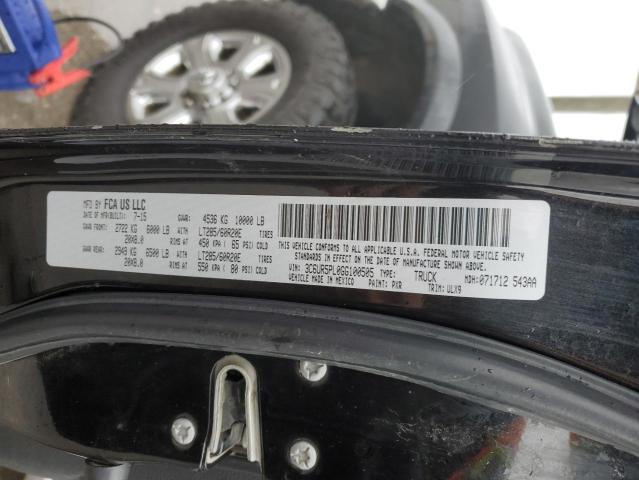 MFD BY FCA US LLC
DATE OF MFR(BUILT): 7-15 GVWR: 4536 KG 10000 LB
GAWR FRONT: 2722 KG 6000 LB WITH LT285/60R20E TIRES
20X8.0 RIMS AT 450 KPA ( 65 PSI COLD
GAWR REAR: 2949 KG 6500 LB WITH LT285/60R20E TIRES
20X8.0 RIMS AT 550 KPA ( 80 PSI COLD
THIS VEHICLE CONFORMS TO ALL APPLICABLE U.S.A. FEDERAL MOTOR VEHICLE SAFETY
STANDARDS IN EFFECT ON THE DATE OF MANUFACTURE SHOWN ABOVE.
VIN: 3C6UR5PL0GG100505 TYPE: TRUCK MDH: 071712 543AA
VEHICLE MADE IN MEXICO PAINT: PXR TRIM: ULX9